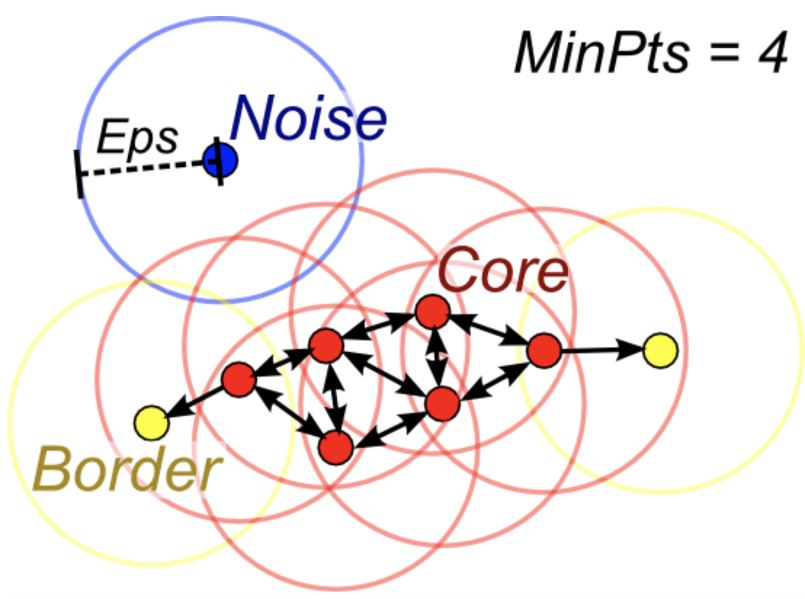 MinPts = 4
Noise
Eps
Core
Border